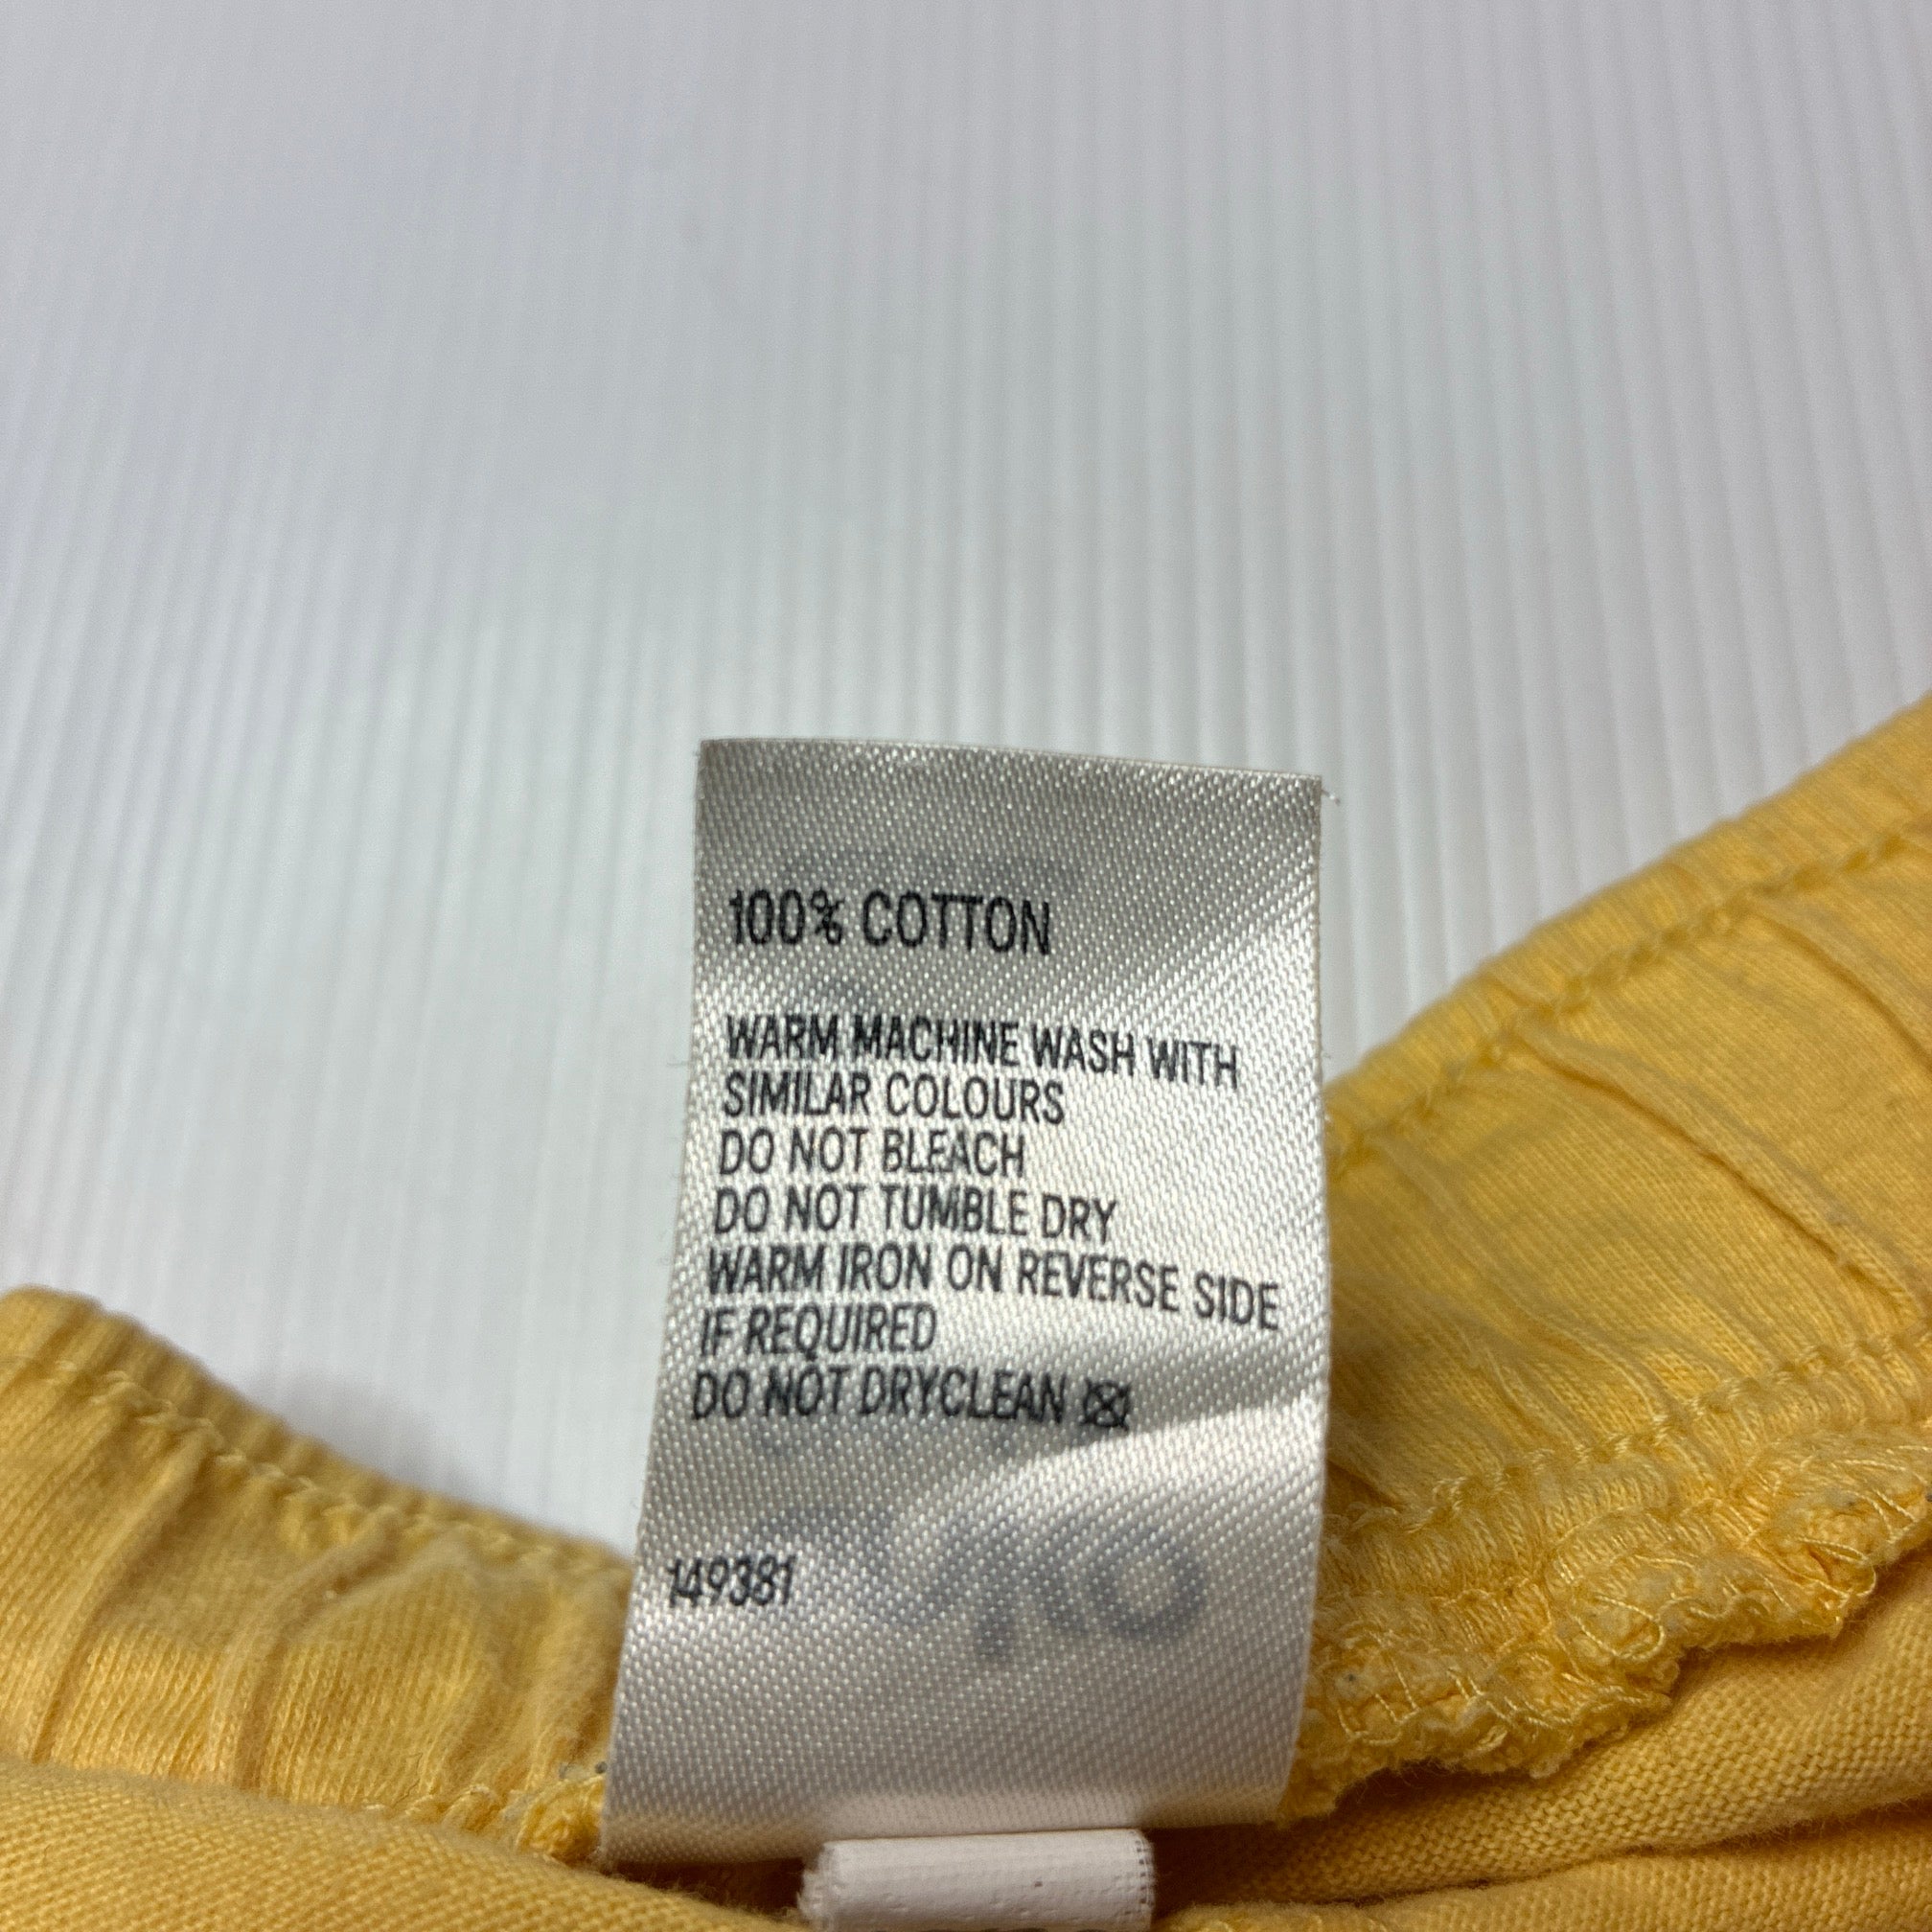 100% COTTON
WARM MACHINE WASH WITH
SIMILAR COLOURS
DO NOT BLEACH
DO NOT TUMBLE DRY
WARM IRON ON REVERSE SIDE
IF REQUIRED
DO NOT DRYCLEAN
149381